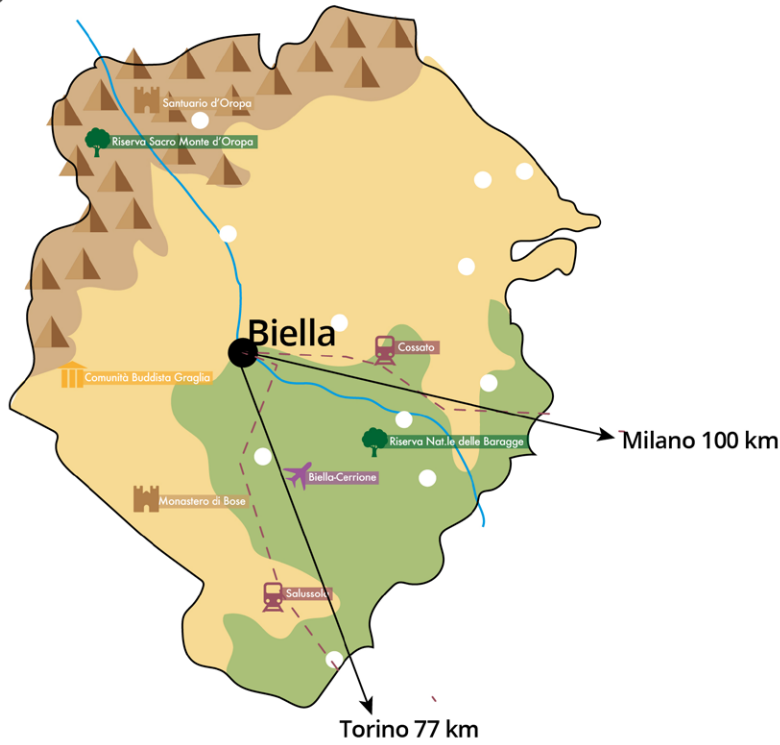 Santuario d'Oropa
Riserva Sacro Monte d'Oropa
Biella
Cossato
Comunità Buddista Graglia
Milano 100 km
Riserva Nat.le delle Baragge
Biella-Cerrione
Monastero di Bose
Salussola
Torino 77 km